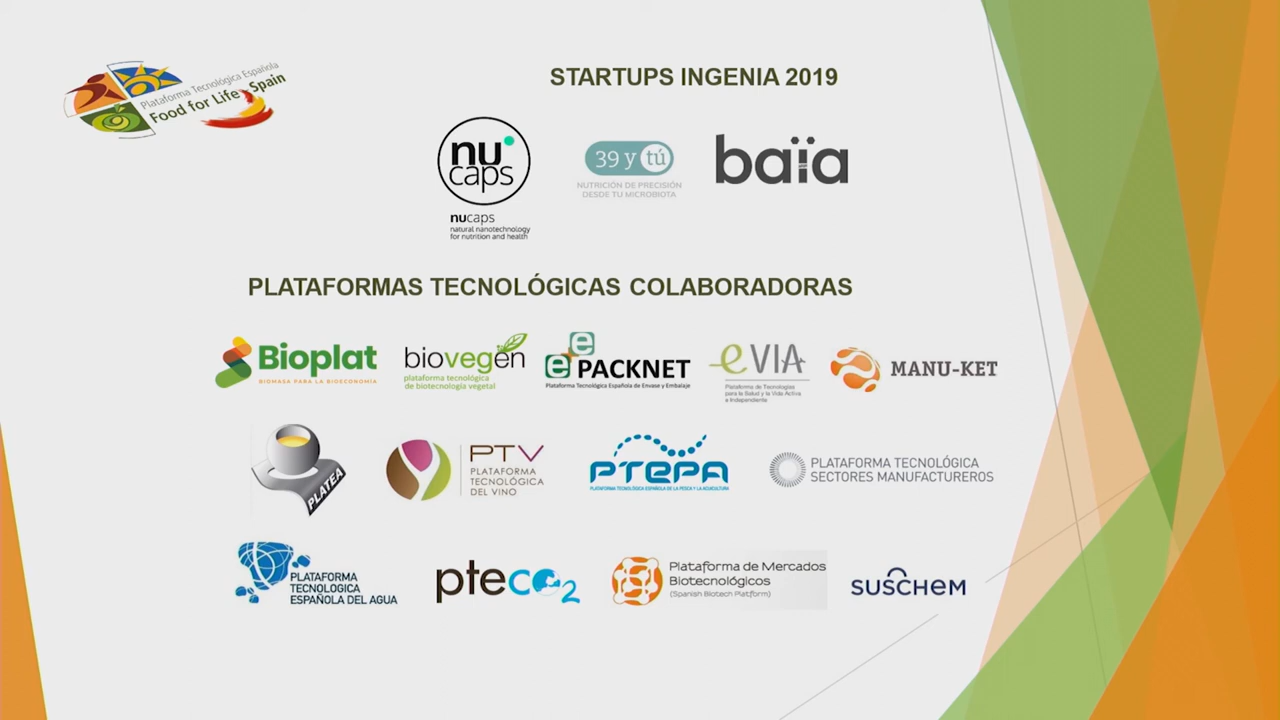 Plataforma Tecnológica Española
Food for Life Spain
STARTUPS INGENIA 2019
nu
caps
nucaps
natural nanotechnology
for nutrition and health
39 y tú
NUTRICIÓN DE PRECISIÓN
DESDE TU MICROBIOTA
baïa
PLATAFORMAS TECNOLÓGICAS COLABORADORAS
Bioplat
BIOMASA PARA LA BIOECONOMÍA
biovegen
plataforma tecnológica
de biotecnología vegetal
e e
PACKNET
Plataforma Tecnológica Española de Envase y Embalaje
eVIA
Plataforma de Tecnologías
para la Salud y la Vida Activa
e Independiente
MANU-KET
PLATEA
PTV
PLATAFORMA
TECNOLÓGICA
DEL VINO
PTEPA
PLATAFORMA TECNOLÓGICA ESPAÑOLA DE LA PESCA Y LA ACUICULTURA
PLATAFORMA TECNOLÓGICA
SECTORES MANUFACTUREROS
PLATAFORMA
TECNOLÓGICA
ESPAÑOLA DEL AGUA
pteco2
Plataforma de Mercados
Biotecnológicos
(Spanish Biotech Platform)
SUSCHEM